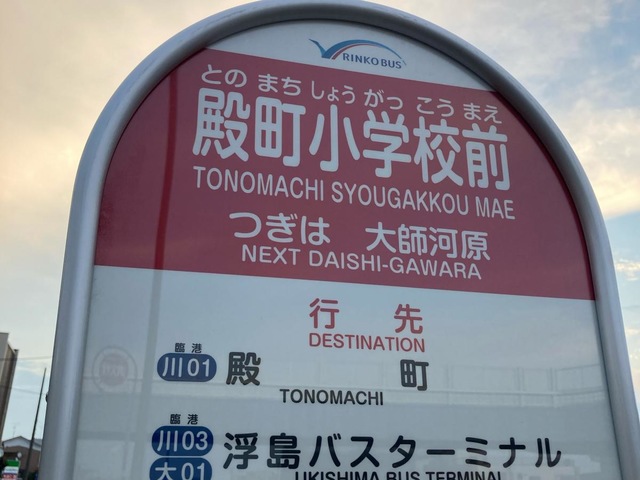 RINKO BUS
との まち しょう がっ こう まえ
殿町小学校前
TONOMACHI SYOUGAKKOU MAE
つぎは 大師河原
NEXT DAISHI-GAWARA
行先
DESTINATION
臨港
川01 殿町
TONOMACHI
臨港
川03 浮島バスターミナル
大01
UKISHIMA BUS TERMINAL